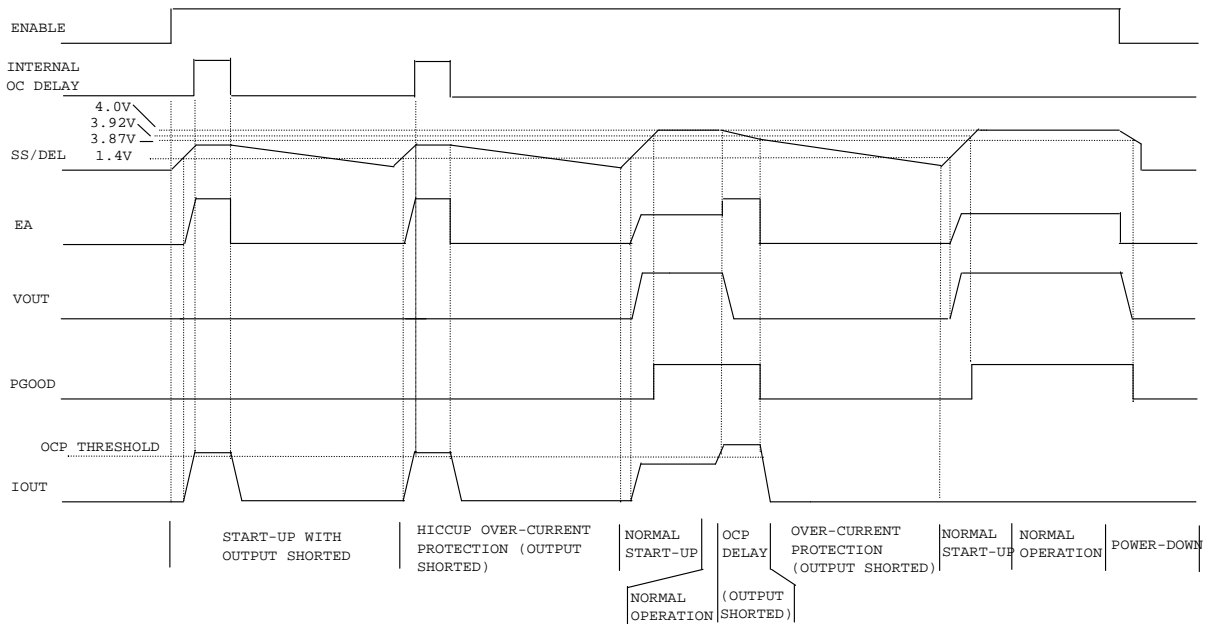 ENABLE
INTERNAL
OC DELAY
4.0V
3.92V
3.87V
SS/DEL
1.4V
EA
VOUT
PGOOD
OCP THRESHOLD
IOUT
START-UP WITH
OUTPUT SHORTED
HICCUP OVER-CURRENT
PROTECTION (OUTPUT
SHORTED)
NORMAL
START-UP
NORMAL
OPERATION
OCP
DELAY
(OUTPUT
SHORTED)
OVER-CURRENT
PROTECTION
(OUTPUT SHORTED)
NORMAL
START-UP
NORMAL
OPERATION
POWER-DOWN